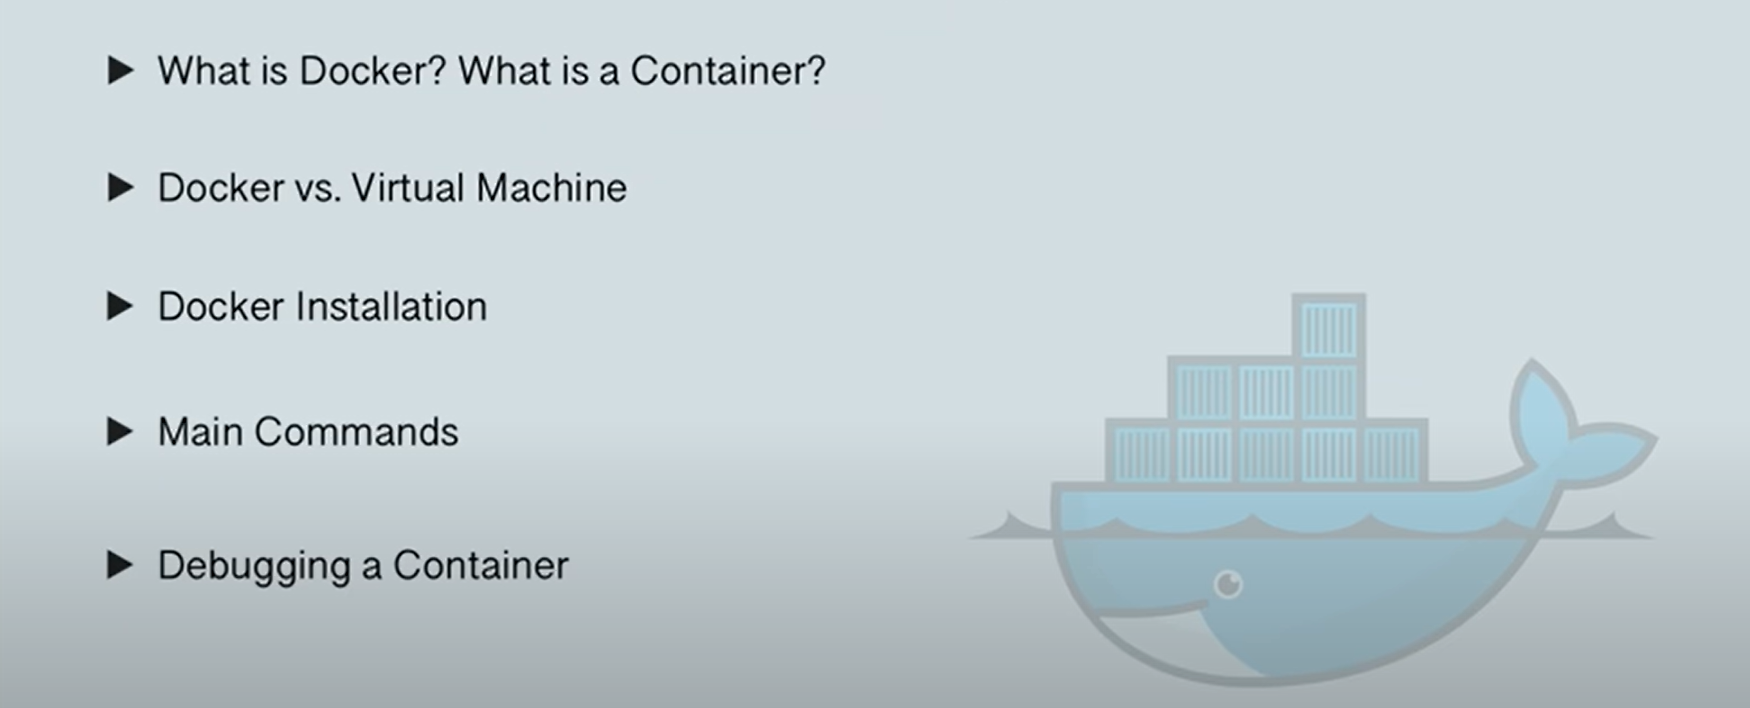 What is Docker? What is a Container?
Docker vs. Virtual Machine
Docker Installation
Main Commands
Debugging a Container